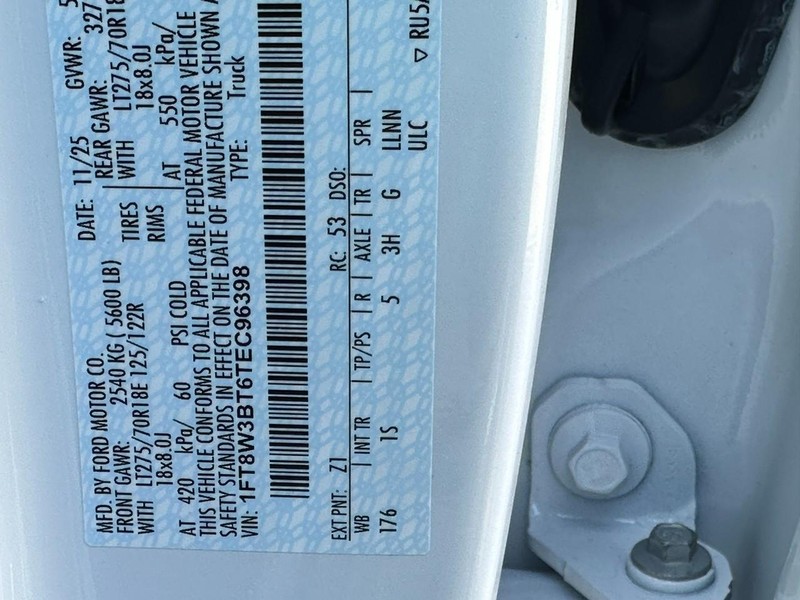 MFD. BY FORD MOTOR CO. DATE: 11/25 GVWR: 5
FRONT GAWR: 2540 KG ( 5600 LB) REAR GAWR: 327
WITH LT275/70R18E 125/122R TIRES WITH LT275/70R18
18x8.0J RIMS 18x8.0J
AT 420 kPa/ 60 PSI COLD AT 550 kPa/
THIS VEHICLE CONFORMS TO ALL APPLICABLE FEDERAL MOTOR VEHICLE
SAFETY STANDARDS IN EFFECT ON THE DATE OF MANUFACTURE SHOWN A
VIN: 1FT8W3BT6TEC96398 TYPE: Truck
EXT PNT: Z1 RC: 53 DSO:
WB | INT TR | TP/PS | R | AXLE | TR | SPR |
176 1S 5 3H G LLNN
ULC ▽ RU5A